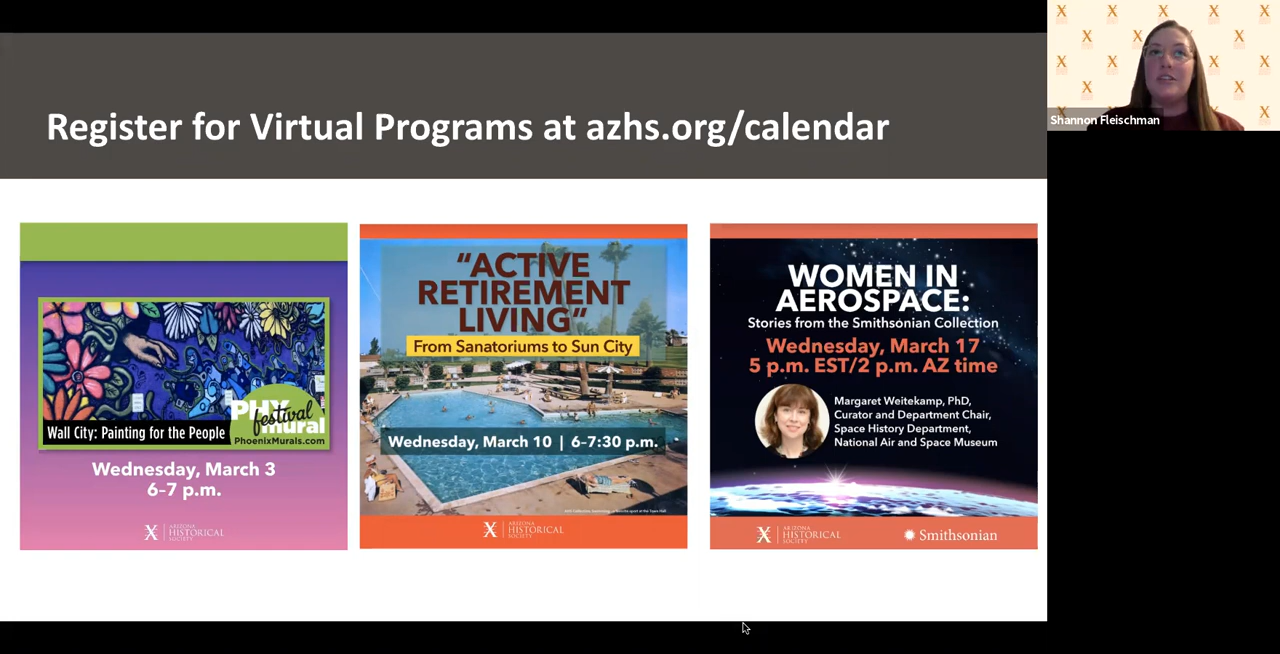 Register for Virtual Programs at azhs.org/calendar
Shannon Fleischman
PHX
festival
mural
Wall City: Painting for the People
PhoenixMurals.com
Wednesday, March 3
6–7 p.m.
ARIZONA
HISTORICAL
SOCIETY
“ACTIVE
RETIREMENT
LIVING”
From Sanatoriums to Sun City
Wednesday, March 10 | 6–7:30 p.m.
ARIZONA
HISTORICAL
SOCIETY
WOMEN IN
AEROSPACE:
Stories from the Smithsonian Collection
Wednesday, March 17
5 p.m. EST/2 p.m. AZ time
Margaret Weitekamp, PhD,
Curator and Department Chair,
Space History Department,
National Air and Space Museum
ARIZONA
HISTORICAL
SOCIETY
Smithsonian